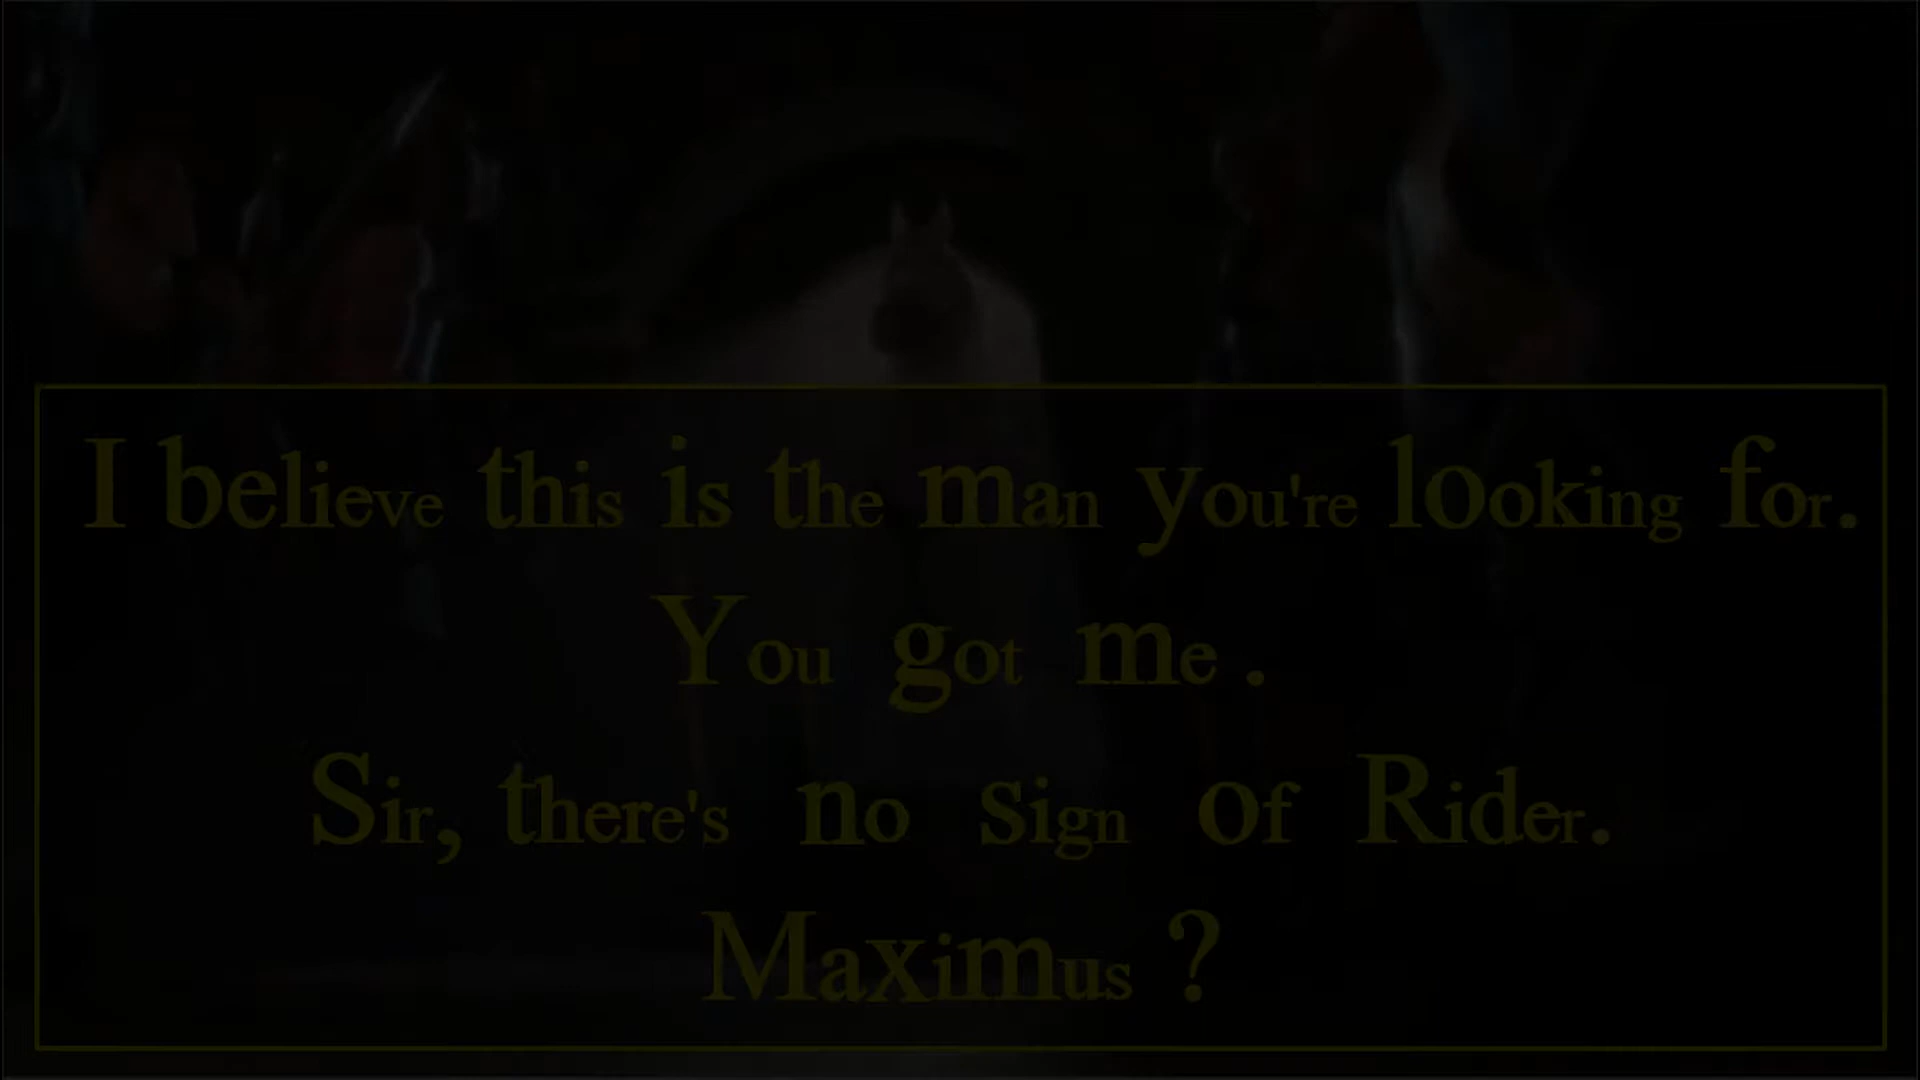 I believe this is the man you're looking for.
You got me .
Sir, there's no sign of Rider.
Maximus ?